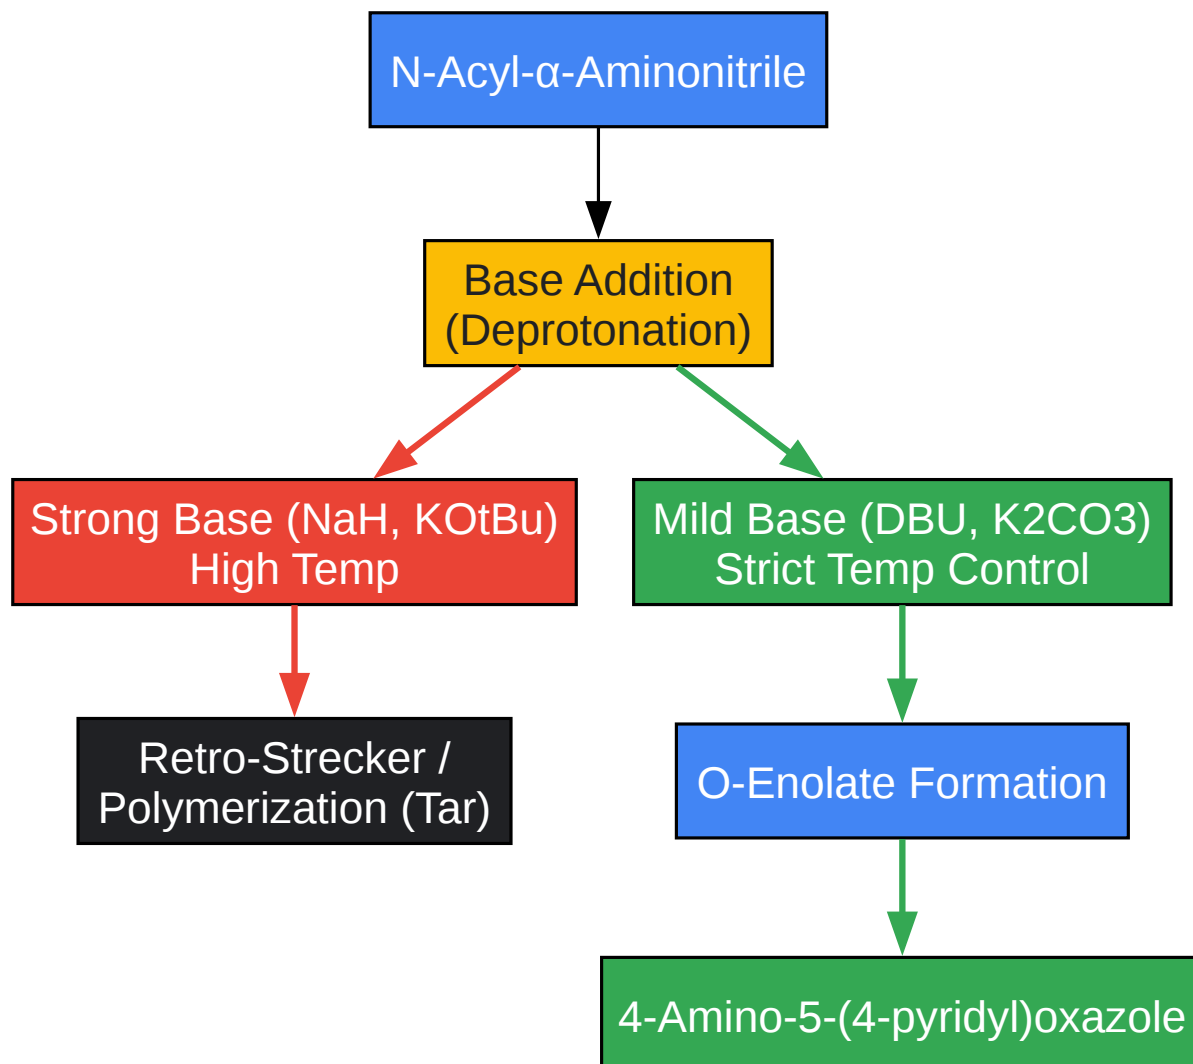 N-Acyl-α-Aminonitrile
Base Addition
(Deprotonation)
Strong Base (NaH, KOtBu)
High Temp
Mild Base (DBU, K2CO3)
Strict Temp Control
Retro-Strecker /
Polymerization (Tar)
O-Enolate Formation
4-Amino-5-(4-pyridyl)oxazole